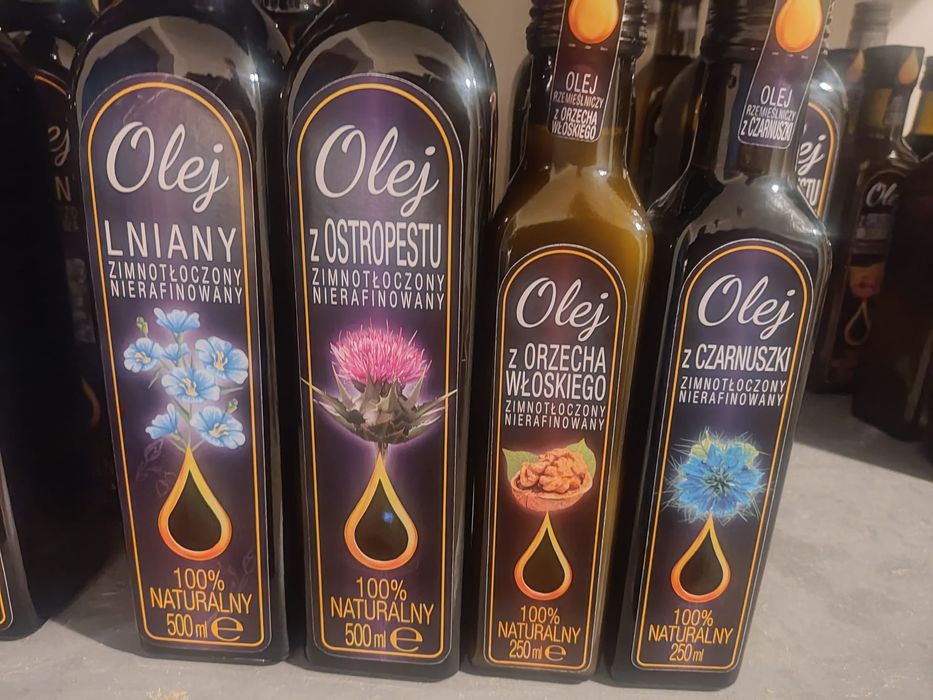 Olej
LNIANY
ZIMNOTŁOCZONY
NIERAFINOWANY
100%
NATURALNY
500 ml ℮
Olej
z OSTROPESTU
ZIMNOTŁOCZONY
NIERAFINOWANY
100%
NATURALNY
500 ml ℮
OLEJ
RZEMIEŚLNICZY
z ORZECHA
WŁOSKIEGO
Olej
z ORZECHA
WŁOSKIEGO
ZIMNOTŁOCZONY
NIERAFINOWANY
100%
NATURALNY
250 ml ℮
OLEJ
RZEMIEŚLNICZY
z CZARNUSZKI
Olej
z CZARNUSZKI
ZIMNOTŁOCZONY
NIERAFINOWANY
100%
NATURALNY
250 ml